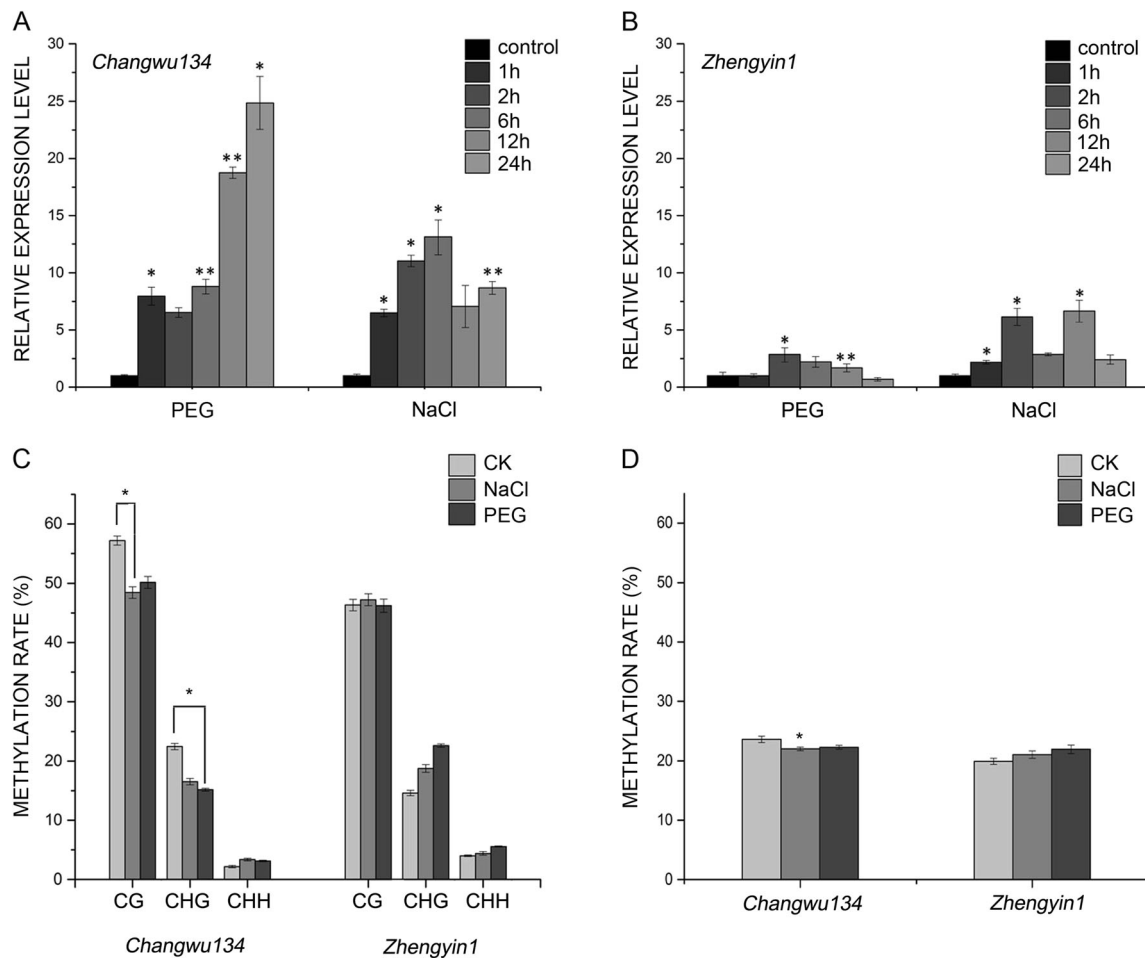 A
RELATIVE EXPRESSION LEVEL
30
25
20
15
10
5
0
Changwu134
control
1h
2h
6h
12h
24h
*
**
**
*
*
*
*
**
PEG
NaCl
B
RELATIVE EXPRESSION LEVEL
30
25
20
15
10
5
0
Zhengyin1
control
1h
2h
6h
12h
24h
*
**
*
*
*
PEG
NaCl
C
METHYLATION RATE (%)
60
50
40
30
20
10
0
CK
NaCl
PEG
*
*
CG CHG CHH CG CHG CHH
Changwu134 Zhengyin1
D
METHYLATION RATE (%)
60
50
40
30
20
10
0
CK
NaCl
PEG
*
Changwu134 Zhengyin1